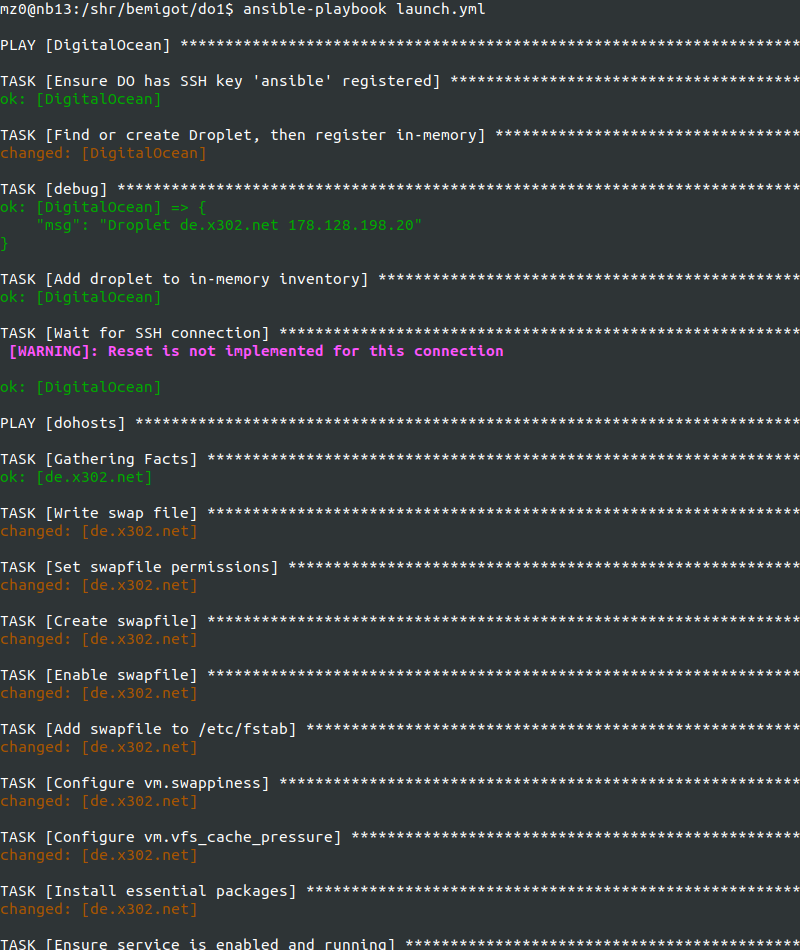 mz0@nb13:/shr/bemigot/do1$ ansible-playbook launch.yml
PLAY [DigitalOcean] *********************************************************************
TASK [Ensure DO has SSH key 'ansible' registered] ***************************************
ok: [DigitalOcean]
TASK [Find or create Droplet, then register in-memory] **********************************
changed: [DigitalOcean]
TASK [debug] ****************************************************************************
ok: [DigitalOcean] => {
    "msg": "Droplet de.x302.net 178.128.198.20"
}
TASK [Add droplet to in-memory inventory] ***********************************************
ok: [DigitalOcean]
TASK [Wait for SSH connection] **********************************************************
 [WARNING]: Reset is not implemented for this connection
ok: [DigitalOcean]
PLAY [dohosts] **************************************************************************
TASK [Gathering Facts] ******************************************************************
ok: [de.x302.net]
TASK [Write swap file] ******************************************************************
changed: [de.x302.net]
TASK [Set swapfile permissions] *********************************************************
changed: [de.x302.net]
TASK [Create swapfile] ******************************************************************
changed: [de.x302.net]
TASK [Enable swapfile] ******************************************************************
changed: [de.x302.net]
TASK [Add swapfile to /etc/fstab] *******************************************************
changed: [de.x302.net]
TASK [Configure vm.swappiness] **********************************************************
changed: [de.x302.net]
TASK [Configure vm.vfs_cache_pressure] **************************************************
changed: [de.x302.net]
TASK [Install essential packages] *******************************************************
changed: [de.x302.net]
TASK [Ensure service is enabled and running] ********************************************